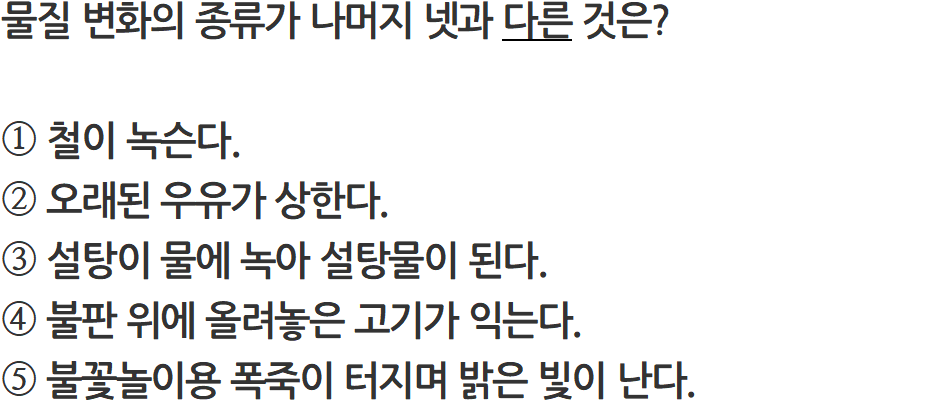 물질 변화의 종류가 나머지 넷과 다른 것은?
① 철이 녹슨다.
② 오래된 우유가 상한다.
③ 설탕이 물에 녹아 설탕물이 된다.
④ 불판 위에 올려놓은 고기가 익는다.
⑤ 불꽃놀이용 폭죽이 터지며 밝은 빛이 난다.